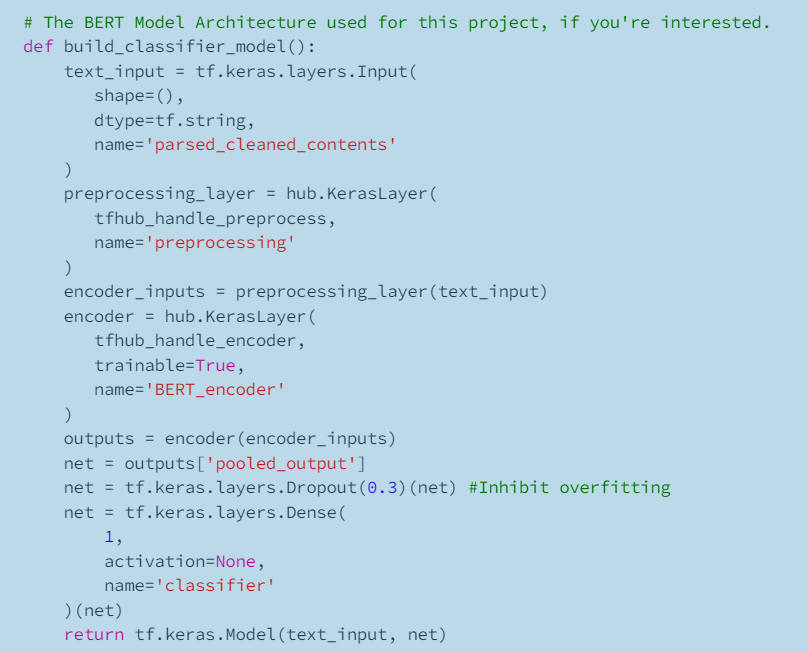 # The BERT Model Architecture used for this project, if you're interested.
def build_classifier_model():
    text_input = tf.keras.layers.Input(
       shape=(),
       dtype=tf.string,
       name='parsed_cleaned_contents'
    )
    preprocessing_layer = hub.KerasLayer(
       tfhub_handle_preprocess,
       name='preprocessing'
    )
    encoder_inputs = preprocessing_layer(text_input)
    encoder = hub.KerasLayer(
       tfhub_handle_encoder,
       trainable=True,
       name='BERT_encoder'
    )
    outputs = encoder(encoder_inputs)
    net = outputs['pooled_output']
    net = tf.keras.layers.Dropout(0.3)(net) #Inhibit overfitting
    net = tf.keras.layers.Dense(
        1,
        activation=None,
        name='classifier'
    )(net)
    return tf.keras.Model(text_input, net)